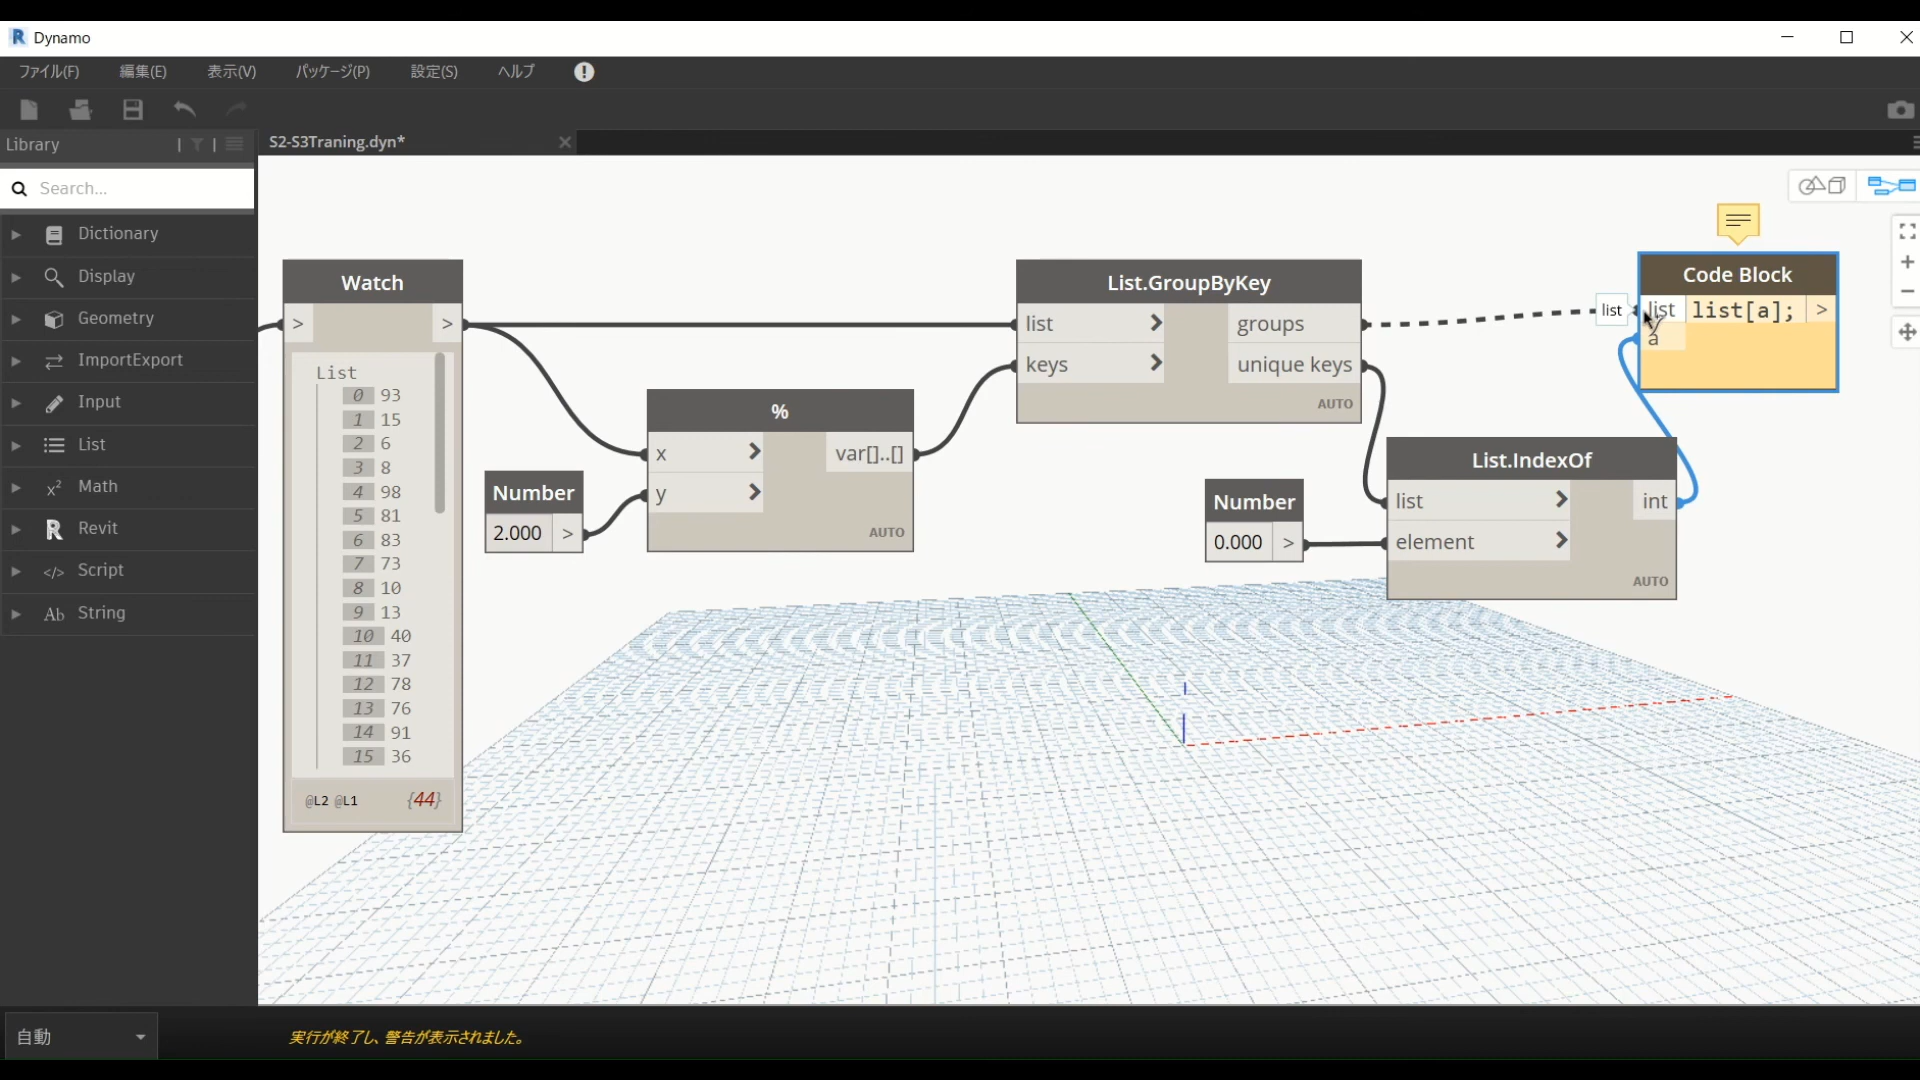 Dynamo
ファイル(F) 編集(E) 表示(V) パッケージ(P) 設定(S) ヘルプ
Library
S2-S3Traning.dyn*
Search...
Dictionary
Display
Geometry
ImportExport
Input
List
Math
Revit
Script
String
Watch
> >
List
0 93
1 15
2 6
3 8
4 98
5 81
6 83
7 73
8 10
9 13
10 40
11 37
12 78
13 76
14 91
15 36
@L2 @L1 {44}
Number
2.000 >
%
x var[]..[]
y
AUTO
List.GroupByKey
list groups
keys unique keys
AUTO
Number
0.000 >
List.IndexOf
list int
element
AUTO
list
Code Block
list list[a]; >
a
自動
実行が終了し、警告が表示されました。